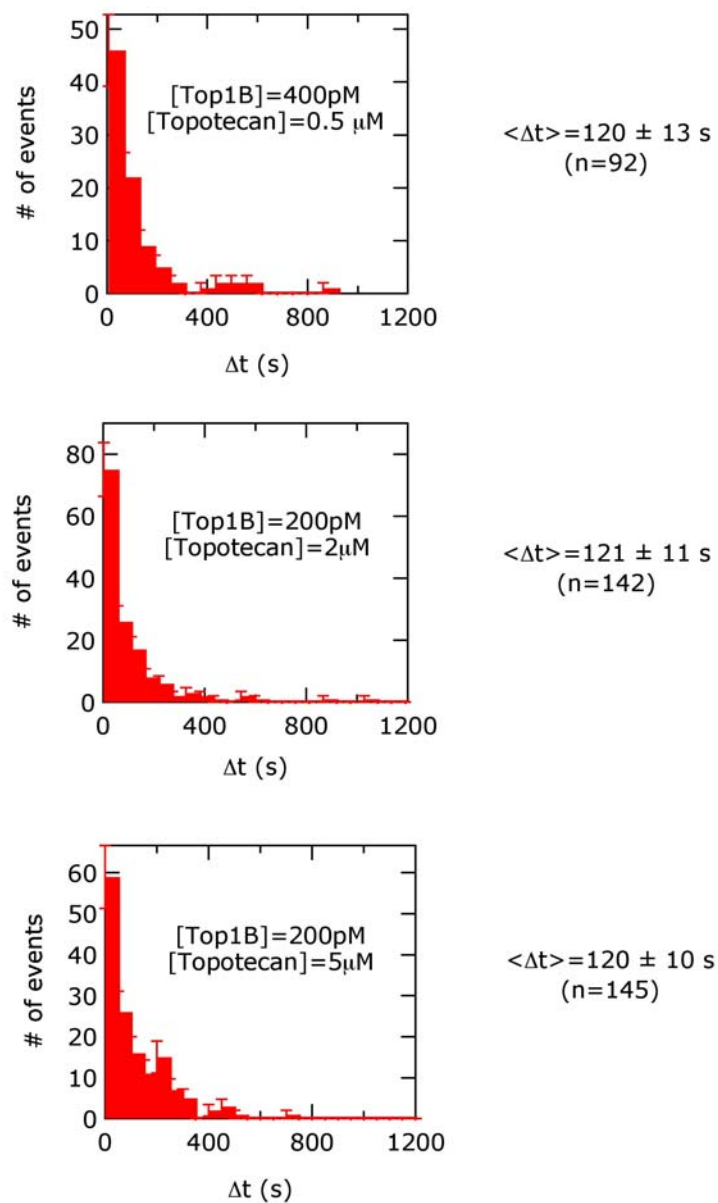 50
40
30
20
10
0
# of events
[Top1B]=400pM
[Topotecan]=0.5 μM
<Δt>=120 ± 13 s
(n=92)
0 400 800 1200
Δt (s)
80
60
40
20
0
# of events
[Top1B]=200pM
[Topotecan]=2μM
<Δt>=121 ± 11 s
(n=142)
0 400 800 1200
Δt (s)
60
50
40
30
20
10
0
# of events
[Top1B]=200pM
[Topotecan]=5μM
<Δt>=120 ± 10 s
(n=145)
0 400 800 1200
Δt (s)